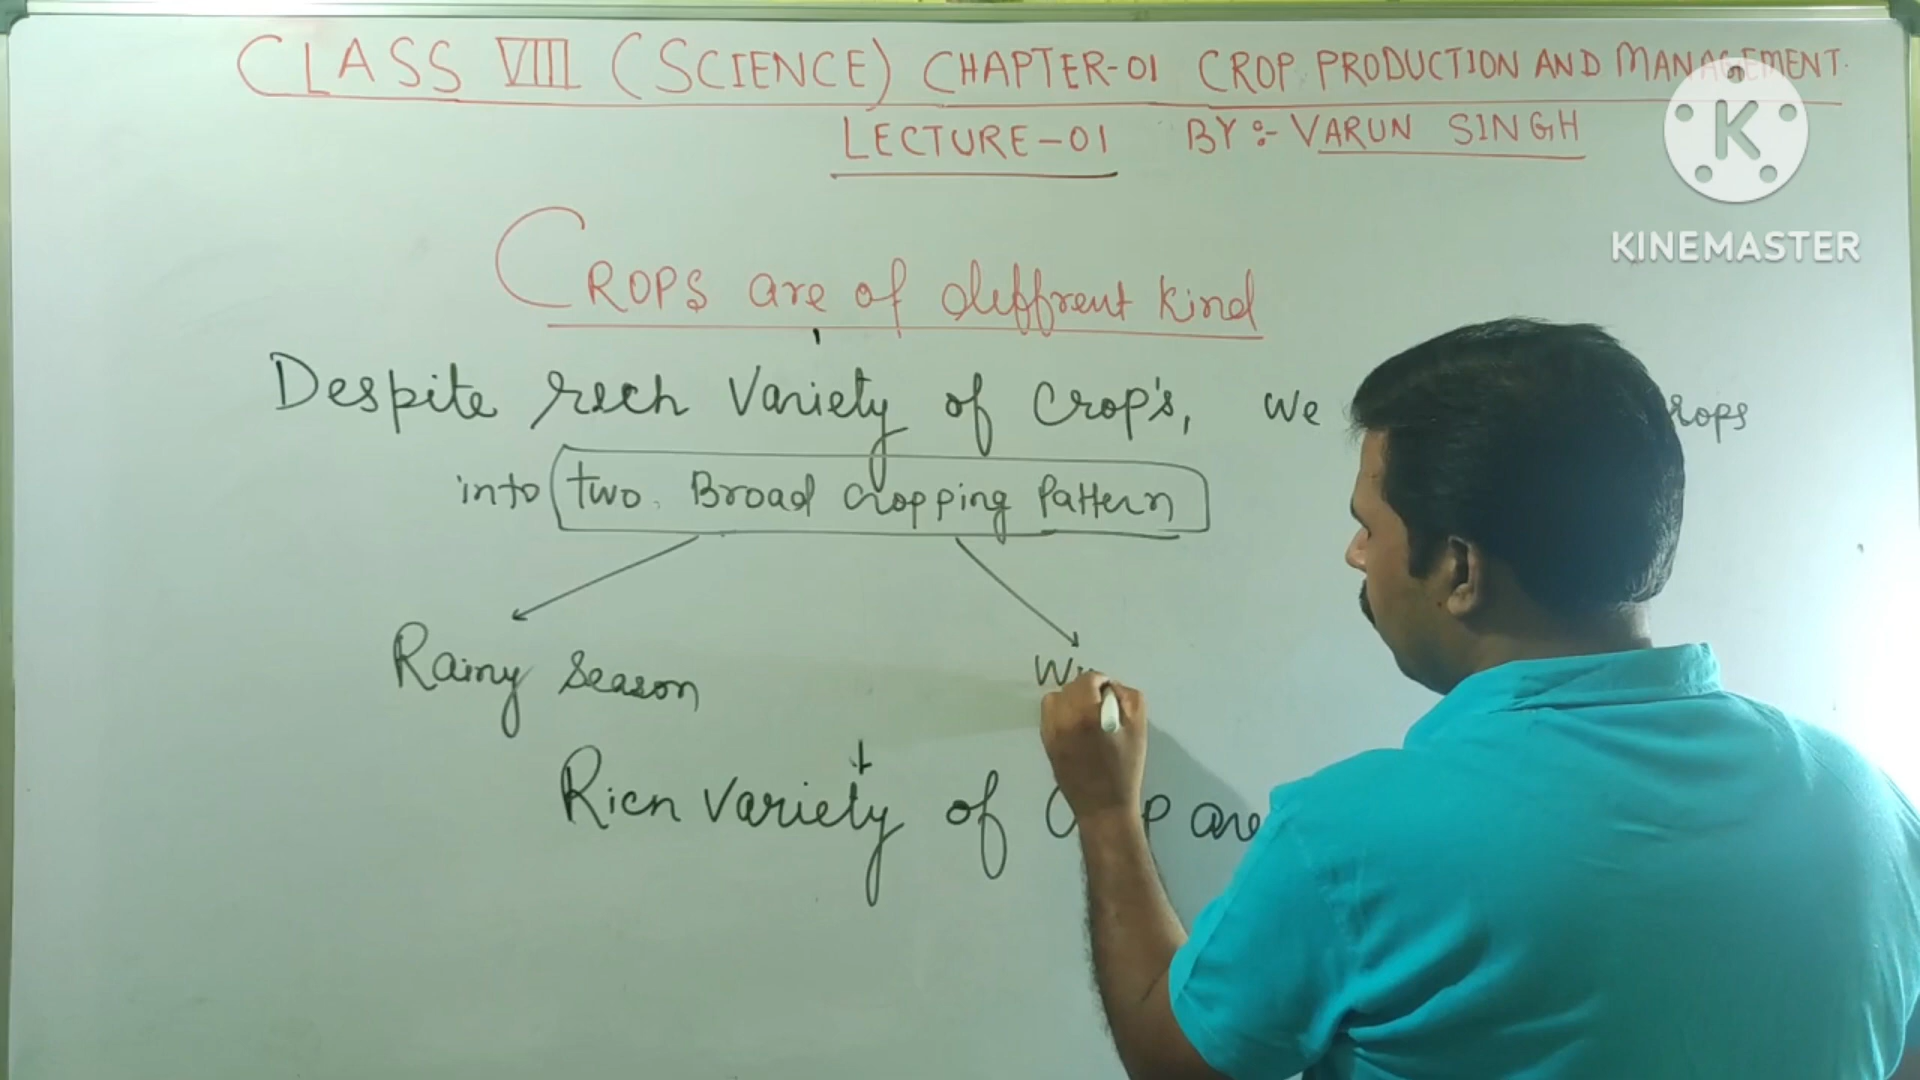 CLASS VIII (SCIENCE) CHAPTER-01 CROP PRODUCTION AND MANAGEMENT.
LECTURE-01 BY :- VARUN SINGH
K
KINEMASTER
CROPS are of diffrent kind
Despite rich Variety of Crop's, we
into two Broad cropping Pattern
Rainy Season
Rich variety of are